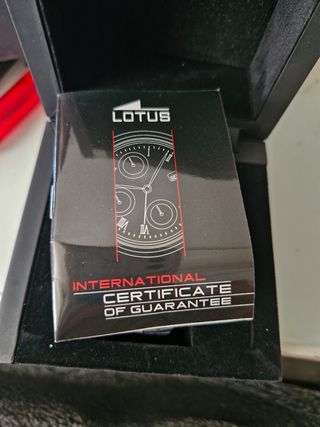 LOTUS
INTERNATIONAL
CERTIFICATE
OF GUARANTEE